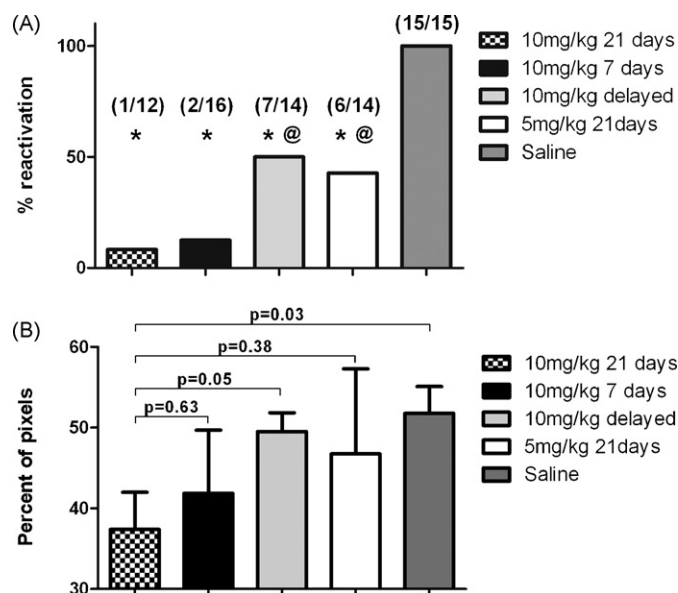 (A)
% reactivation
100
50
0
(1/12) (2/16) (7/14) (6/14) (15/15)
* * * @ * @
10mg/kg 21 days
10mg/kg 7 days
10mg/kg delayed
5mg/kg 21days
Saline
(B)
Percent of pixels
60
50
40
30
p=0.03
p=0.38
p=0.05
p=0.63
10mg/kg 21 days
10mg/kg 7 days
10mg/kg delayed
5mg/kg 21days
Saline